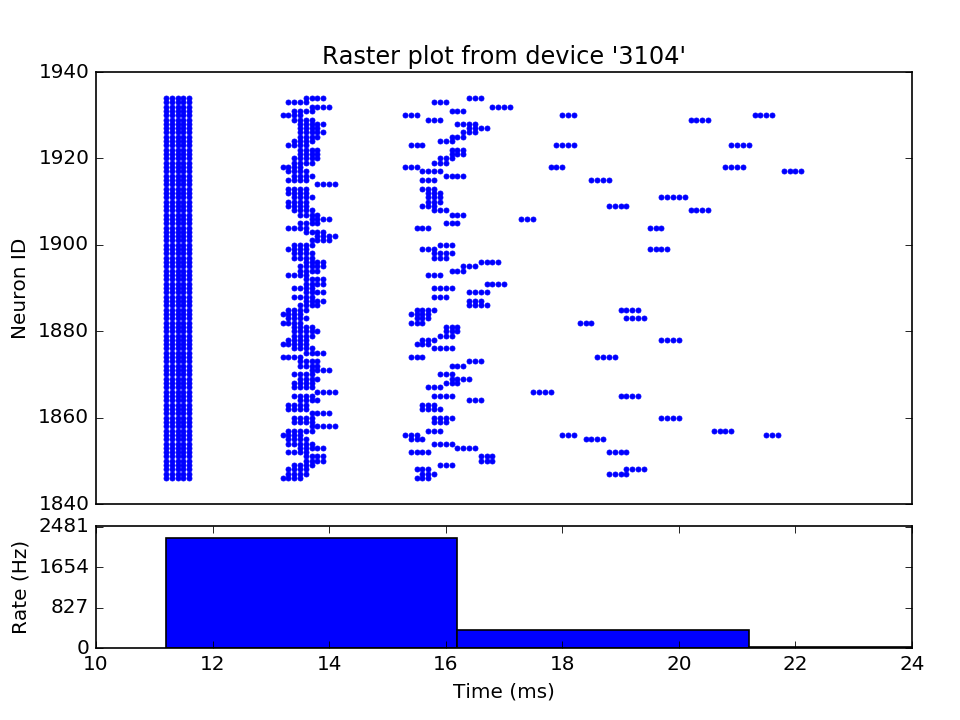 Raster plot from device '3104'
1940
1920
1900
1880
1860
1840
Neuron ID
2481
1654
827
0
Rate (Hz)
10 12 14 16 18 20 22 24
Time (ms)